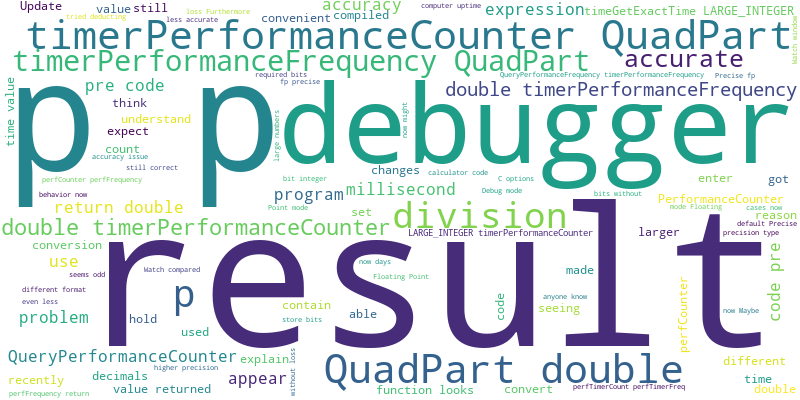 Update
value still
tried deducting
less accurate
loss Furthermore
convenient
accuracy
compiled
computer uptime
expression
timeGetExactTime LARGE_INTEGER
timerPerformanceCounter QuadPart
Watch window
timerPerformanceFrequency QuadPart
accurate
required bits
fp precise
QueryPerformanceFrequency timerPerformanceFrequency
Precise fp
time value
pre code
think
p p
debugger
double timerPerformanceFrequency
expect
understand
count
accuracy issue
still correct
large numbers
now might
perfCounter perfFrequency
bit integer
changes
calculator code
C options
enter
got
behavior now
program
millisecond
Debug mode
bits without
PerformanceCounter
cases now
return double
Point mode
set
division
mode Floating
reason
default Precise
precision type
double timerPerformanceCounter
LARGE_INTEGER timerPerformanceCounter
larger
result
conversion
use
seems odd
Watch compared
now days
made
Floating Point
seeing
code pre
different format
even less
p
hold
contain
store bits
able
anyone know
code
perfCounter
problem
used
now Maybe
QueryPerformanceCounter
explain
without loss
higher precision
decimals
appear
QuadPart double
different
time
recently
value returned
perfFrequency return
function looks
convert
perfTimerCount perfTimerFreq
double